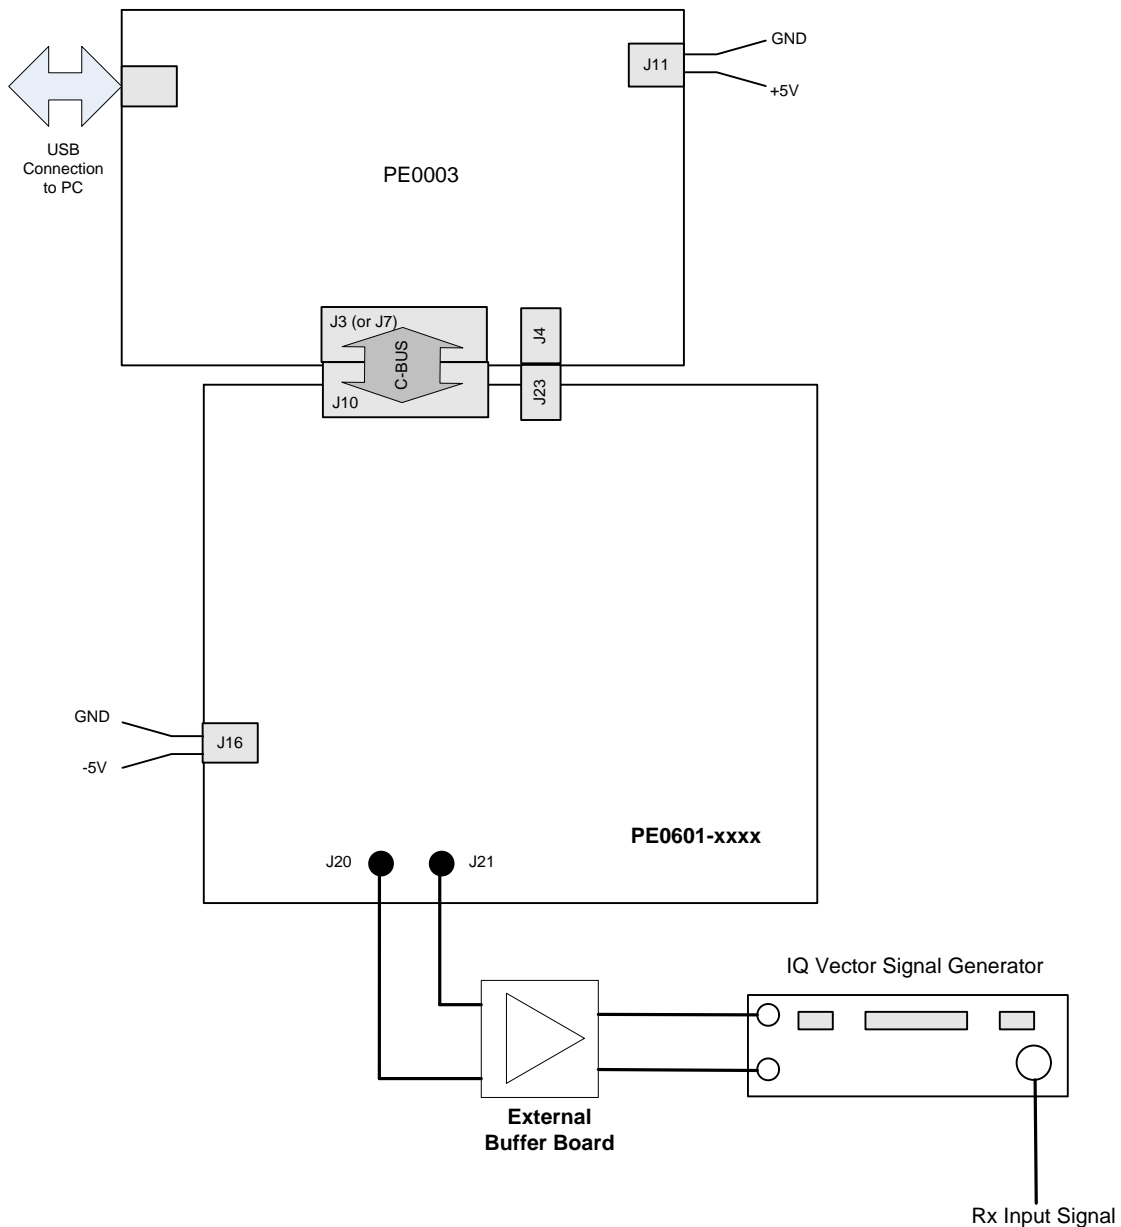 GND
J11
+5V
USB
Connection
to PC
PE0003
J3 (or J7)
C-BUS
J4
J10
J23
GND
J16
-5V
PE0601-xxxx
J20
J21
IQ Vector Signal Generator
External
Buffer Board
Rx Input Signal